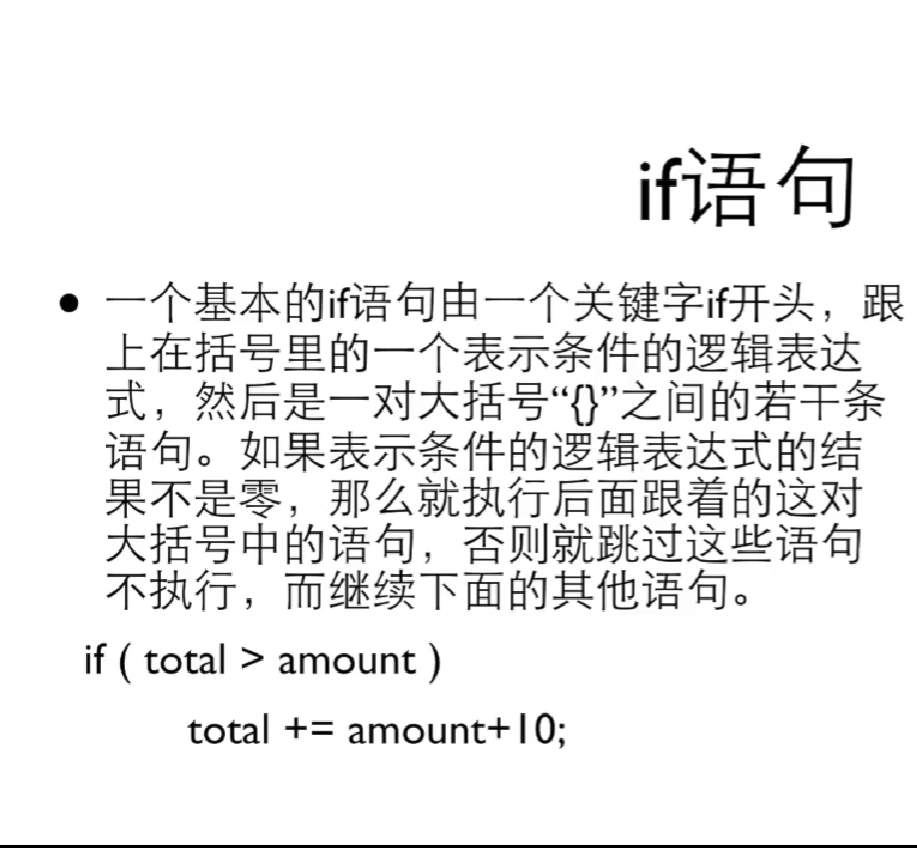 if语句
• 一个基本的if语句由一个关键字if开头，跟
上在括号里的一个表示条件的逻辑表达
式，然后是一对大括号“{}”之间的若干条
语句。如果表示条件的逻辑表达式的结
果不是零，那么就执行后面跟着的这对
大括号中的语句，否则就跳过这些语句
不执行，而继续下面的其他语句。
if ( total > amount )
total += amount+10;